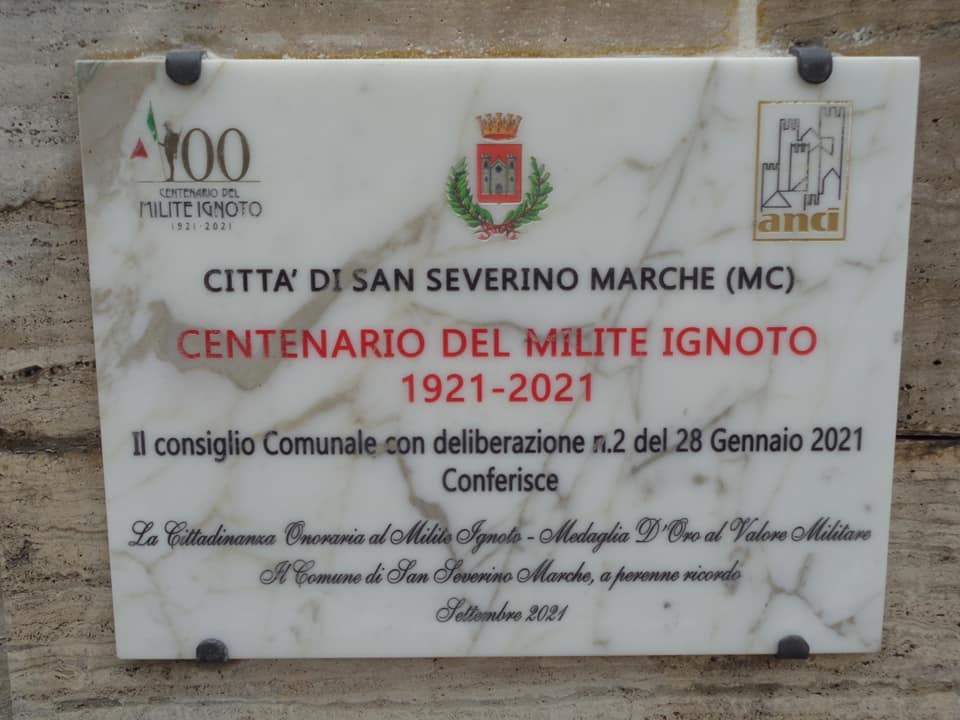 100
CENTENARIO DEL
MILITE IGNOTO
1921-2021
anci
CITTA' DI SAN SEVERINO MARCHE (MC)
CENTENARIO DEL MILITE IGNOTO
1921-2021
Il consiglio Comunale con deliberazione n.2 del 28 Gennaio 2021
Conferisce
La Cittadinanza Onoraria al Milite Ignoto - Medaglia D'Oro al Valore Militare
Il Comune di San Severino Marche, a perenne ricordo
Settembre 2021